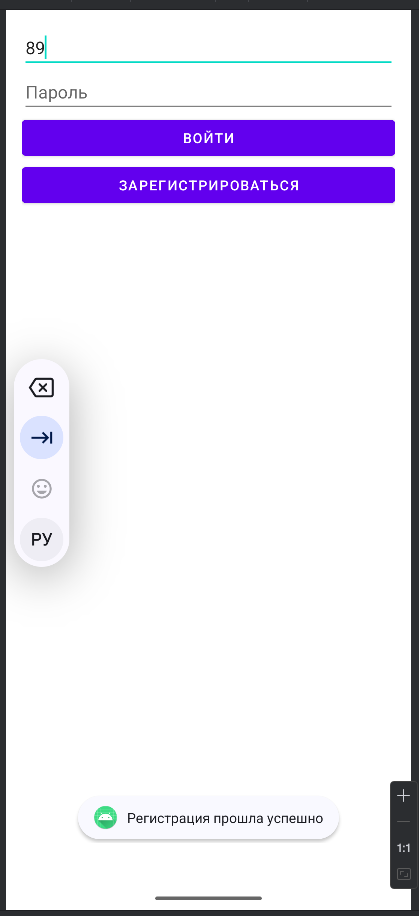 89
Пароль
ВОЙТИ
ЗАРЕГИСТРИРОВАТЬСЯ
РУ
Регистрация прошла успешно
1:1